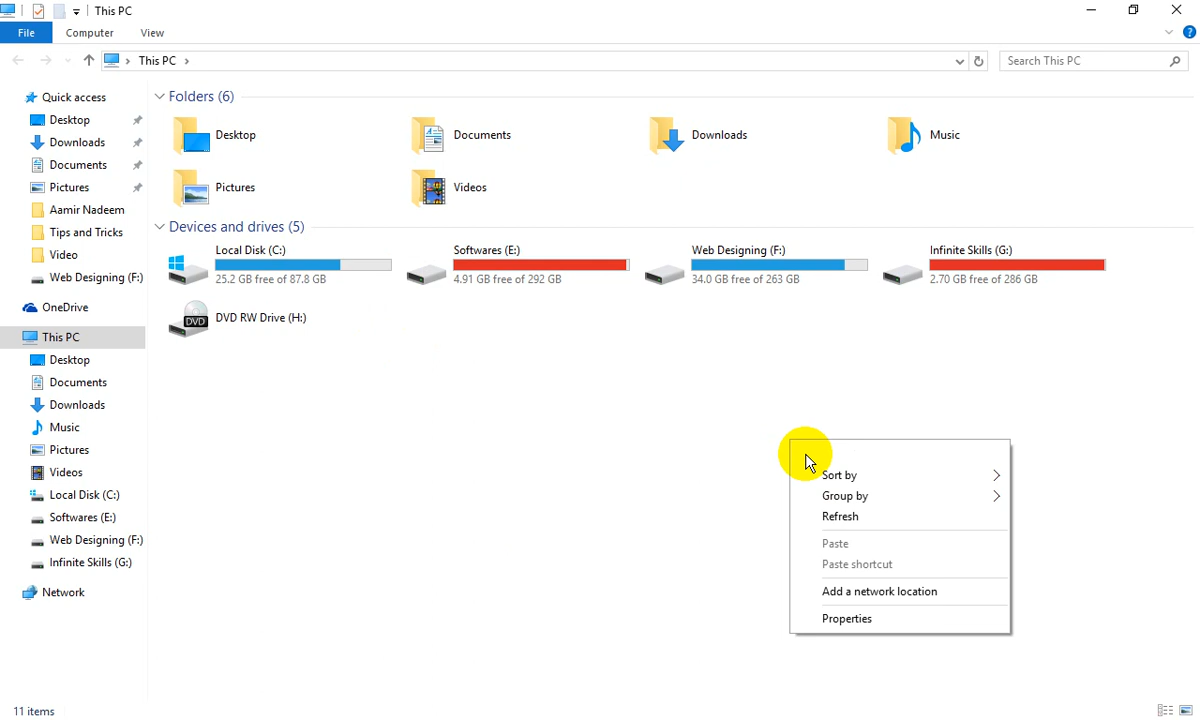 This PC
File
Computer
View
This PC
Search This PC
Quick access
Desktop
Downloads
Documents
Pictures
Aamir Nadeem
Tips and Tricks
Video
Web Designing (F:)
OneDrive
This PC
Desktop
Documents
Downloads
Music
Pictures
Videos
Local Disk (C:)
Softwares (E:)
Web Designing (F:)
Infinite Skills (G:)
Network
Folders (6)
Desktop
Documents
Downloads
Music
Pictures
Videos
Devices and drives (5)
Local Disk (C:)
25.2 GB free of 87.8 GB
Softwares (E:)
4.91 GB free of 292 GB
Web Designing (F:)
34.0 GB free of 263 GB
Infinite Skills (G:)
2.70 GB free of 286 GB
DVD
DVD RW Drive (H:)
Sort by
Group by
Refresh
Paste
Paste shortcut
Add a network location
Properties
11 items